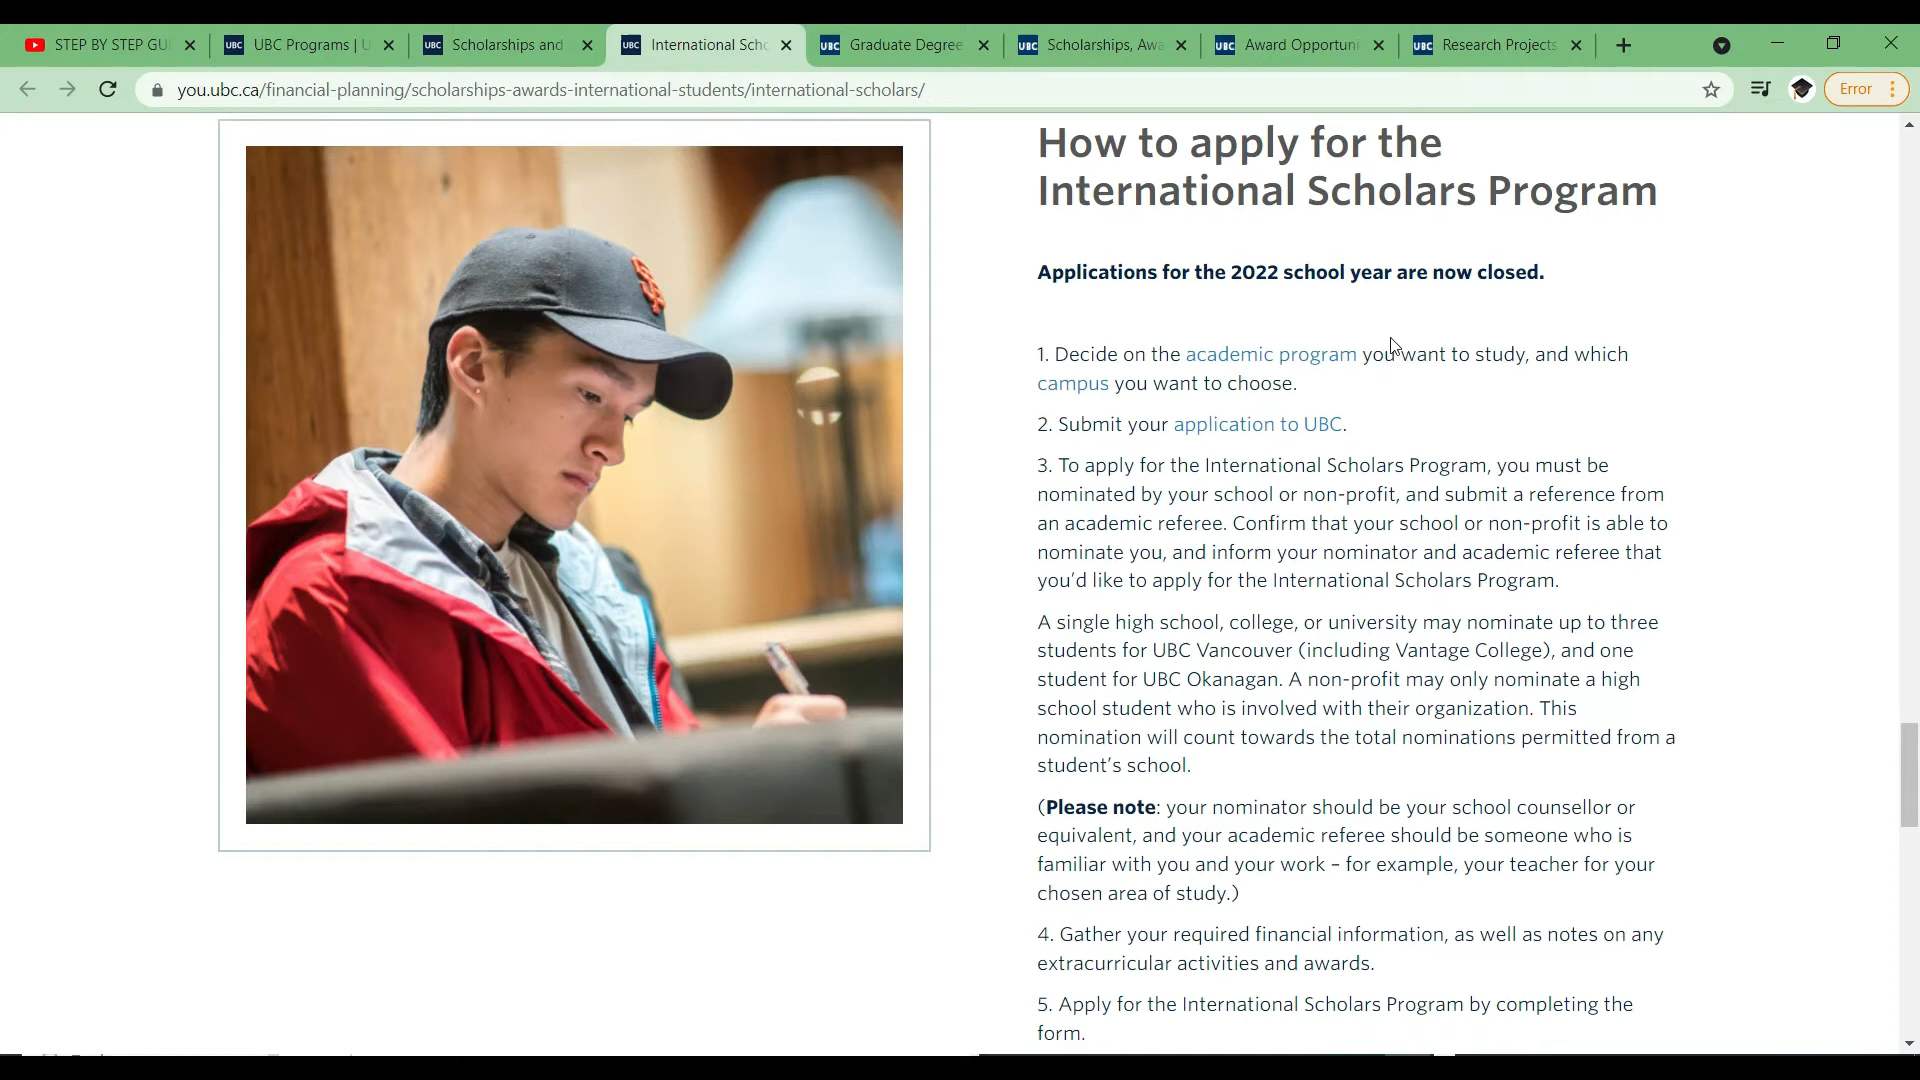 STEP BY STEP GUI
UBC Programs | U
Scholarships and
International Scho
Graduate Degree
Scholarships, Awa
Award Opportuni
Research Projects
you.ubc.ca/financial-planning/scholarships-awards-international-students/international-scholars/
Error
How to apply for the
International Scholars Program
Applications for the 2022 school year are now closed.
1. Decide on the academic program you want to study, and which
campus you want to choose.
2. Submit your application to UBC.
3. To apply for the International Scholars Program, you must be
nominated by your school or non-profit, and submit a reference from
an academic referee. Confirm that your school or non-profit is able to
nominate you, and inform your nominator and academic referee that
you’d like to apply for the International Scholars Program.
A single high school, college, or university may nominate up to three
students for UBC Vancouver (including Vantage College), and one
student for UBC Okanagan. A non-profit may only nominate a high
school student who is involved with their organization. This
nomination will count towards the total nominations permitted from a
student’s school.
(Please note: your nominator should be your school counsellor or
equivalent, and your academic referee should be someone who is
familiar with you and your work – for example, your teacher for your
chosen area of study.)
4. Gather your required financial information, as well as notes on any
extracurricular activities and awards.
5. Apply for the International Scholars Program by completing the
form.